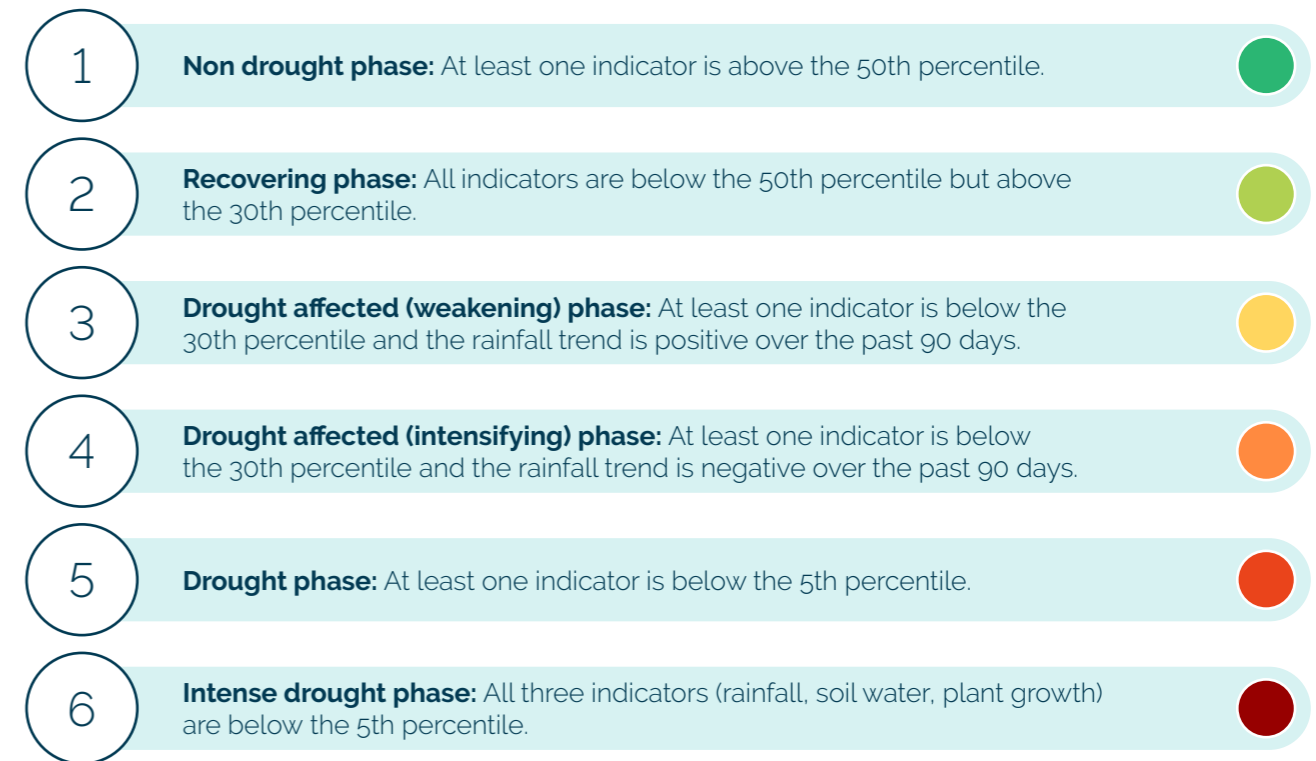 1
Non drought phase: At least one indicator is above the 50th percentile.
2
Recovering phase: All indicators are below the 50th percentile but above
the 30th percentile.
3
Drought affected (weakening) phase: At least one indicator is below the
30th percentile and the rainfall trend is positive over the past 90 days.
4
Drought affected (intensifying) phase: At least one indicator is below
the 30th percentile and the rainfall trend is negative over the past 90 days.
5
Drought phase: At least one indicator is below the 5th percentile.
6
Intense drought phase: All three indicators (rainfall, soil water, plant growth)
are below the 5th percentile.